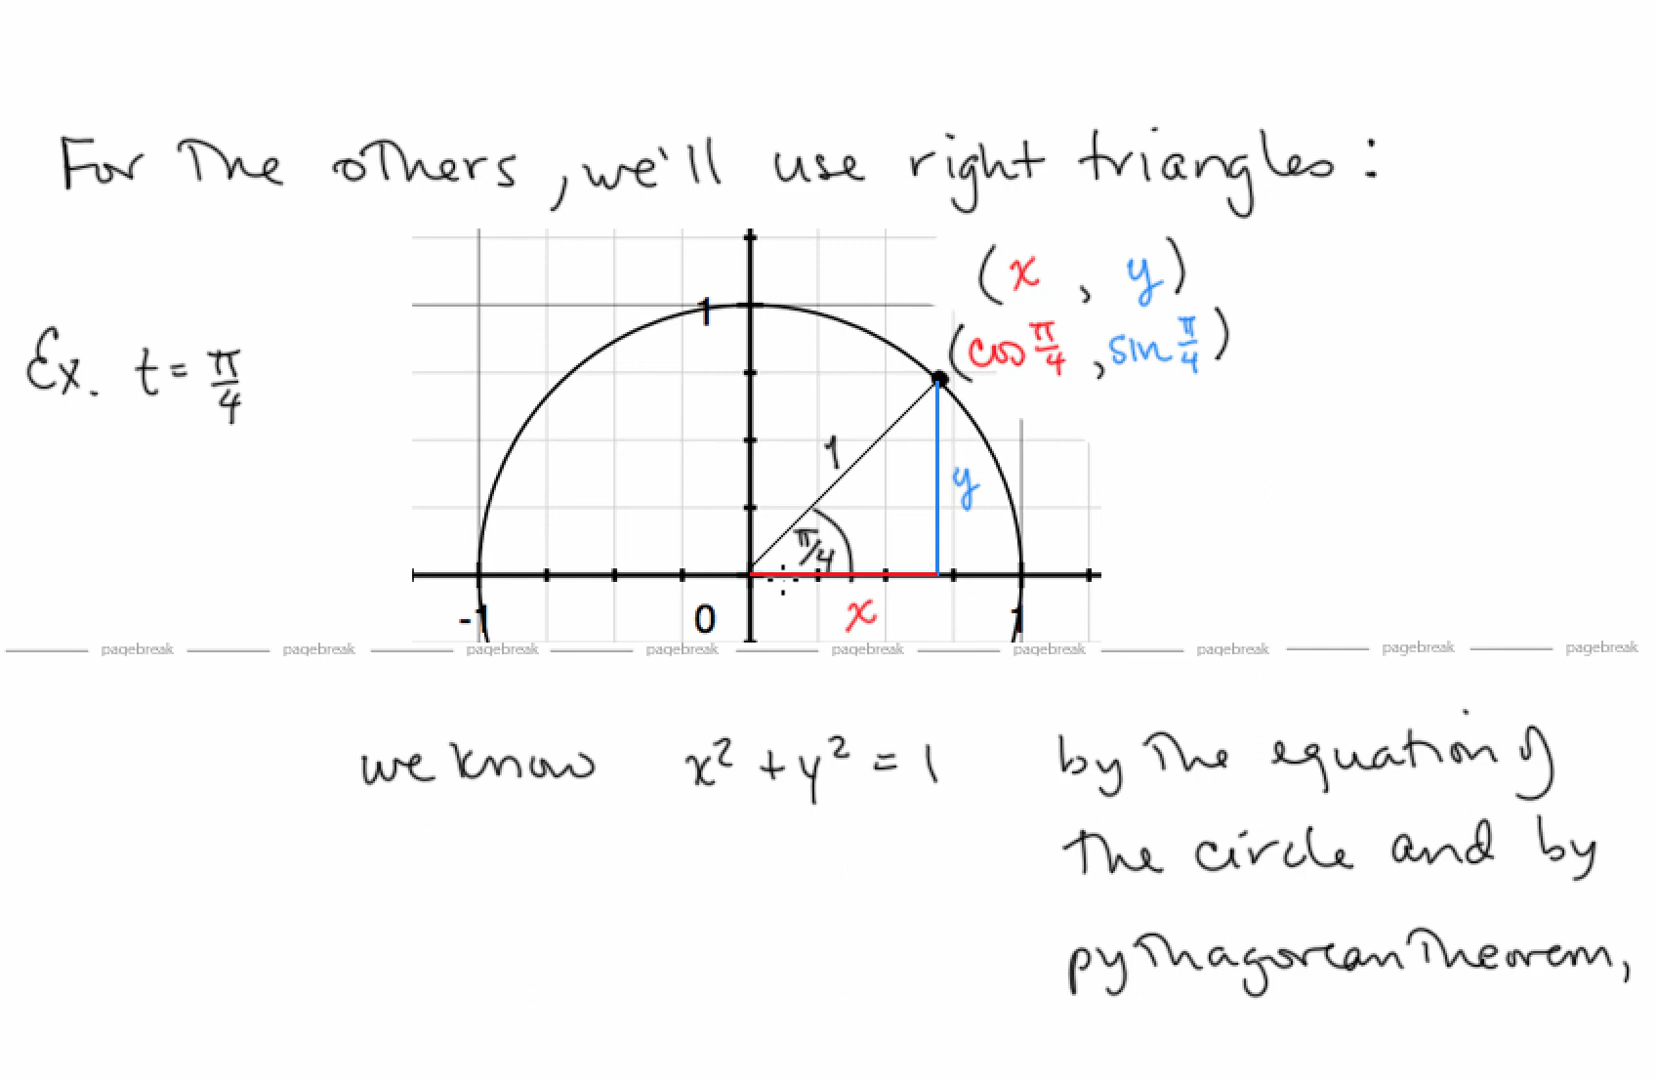 For the others, we'll use right triangles:
(x, y)
1
Ex. t = π/4
(cos π/4, sin π/4)
1
y
π/4
-1 0 x 1
pagebreak pagebreak pagebreak pagebreak pagebreak pagebreak pagebreak pagebreak pagebreak
we know x² + y² = 1 by the equation of
the circle and by
pythagorean Theorem,